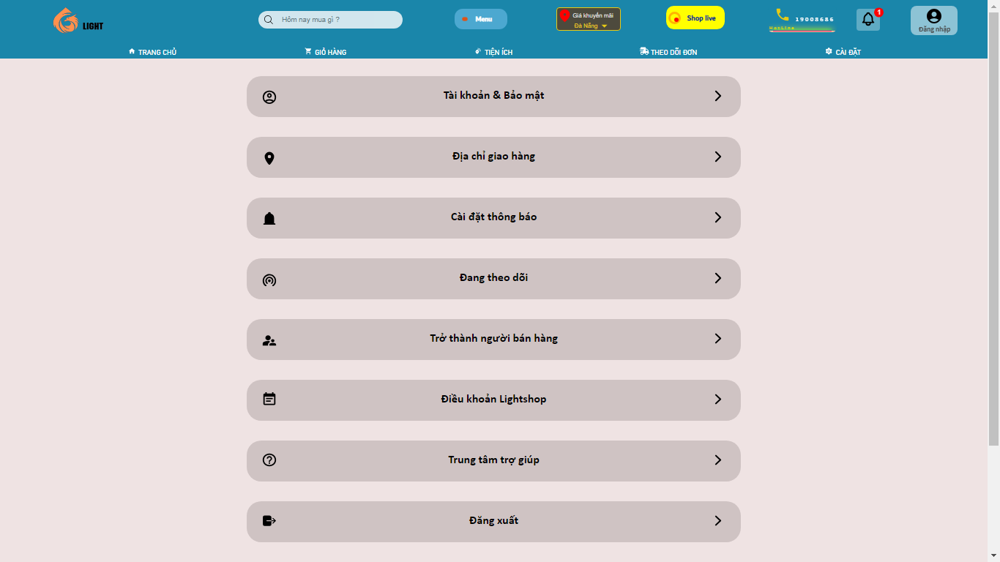 LIGHT
Hôm nay mua gì ?
Menu
Giá khuyến mãi
Đà Nẵng
Shop live
19008686
HotLine
1
Đăng nhập
TRANG CHỦ
GIỎ HÀNG
TIỆN ÍCH
THEO DÕI ĐƠN
CÀI ĐẶT
Tài khoản & Bảo mật
Địa chỉ giao hàng
Cài đặt thông báo
Đang theo dõi
Trở thành người bán hàng
Điều khoản Lightshop
Trung tâm trợ giúp
Đăng xuất